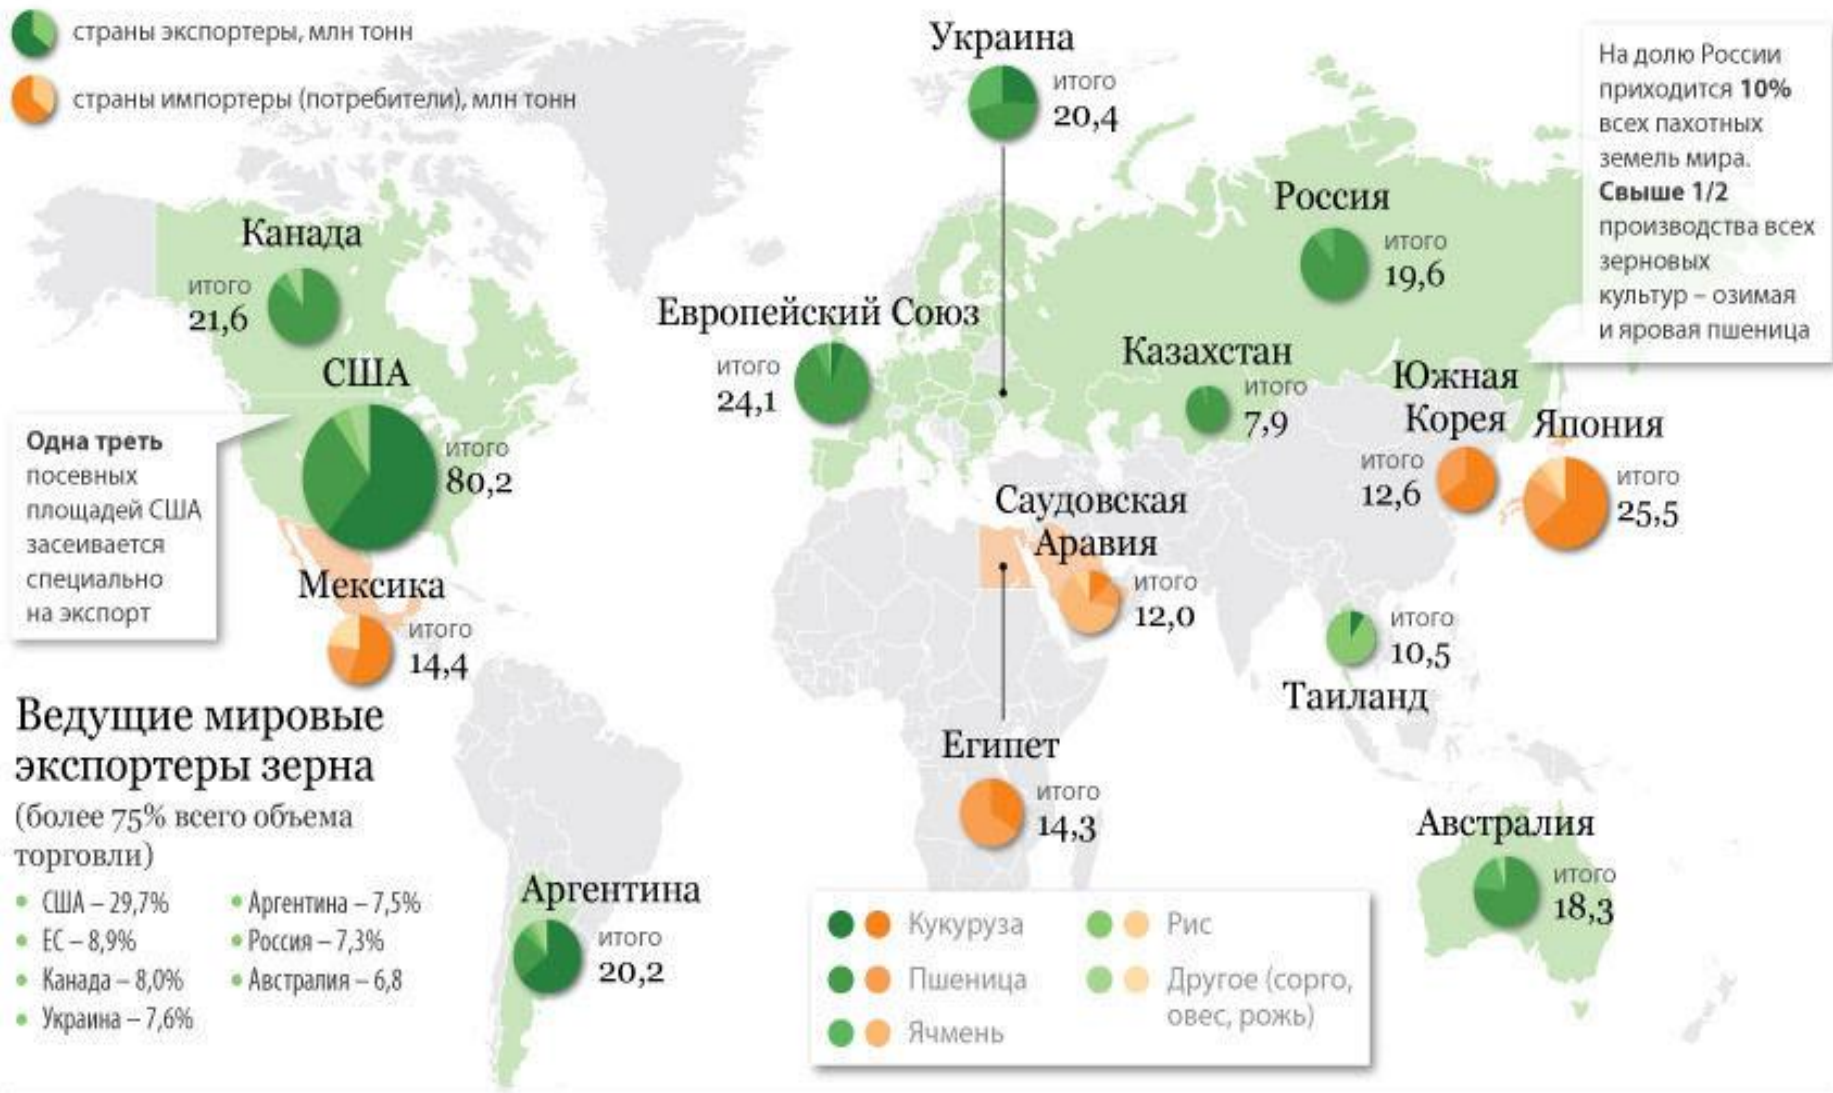 страны экспортеры, млн тонн
страны импортеры (потребители), млн тонн
Украина
итого
20,4
На долю России
приходится 10%
всех пахотных
земель мира.
Свыше 1/2
производства всех
зерновых
культур – озимая
и яровая пшеница
Россия
итого
19,6
Канада
итого
21,6
Европейский Союз
итого
24,1
Казахстан
итого
7,9
США
итого
80,2
Южная
Корея
итого
12,6
Япония
итого
25,5
Одна треть
посевных
площадей США
засеивается
специально
на экспорт
Саудовская
Аравия
итого
12,0
Мексика
итого
14,4
итого
10,5
Таиланд
Ведущие мировые
экспортеры зерна
(более 75% всего объема
торговли)
США – 29,7%
ЕС – 8,9%
Канада – 8,0%
Украина – 7,6%
Аргентина – 7,5%
Россия – 7,3%
Австралия – 6,8
Египет
итого
14,3
Австралия
итого
18,3
Аргентина
итого
20,2
Кукуруза
Пшеница
Ячмень
Рис
Другое (сорго,
овес, рожь)